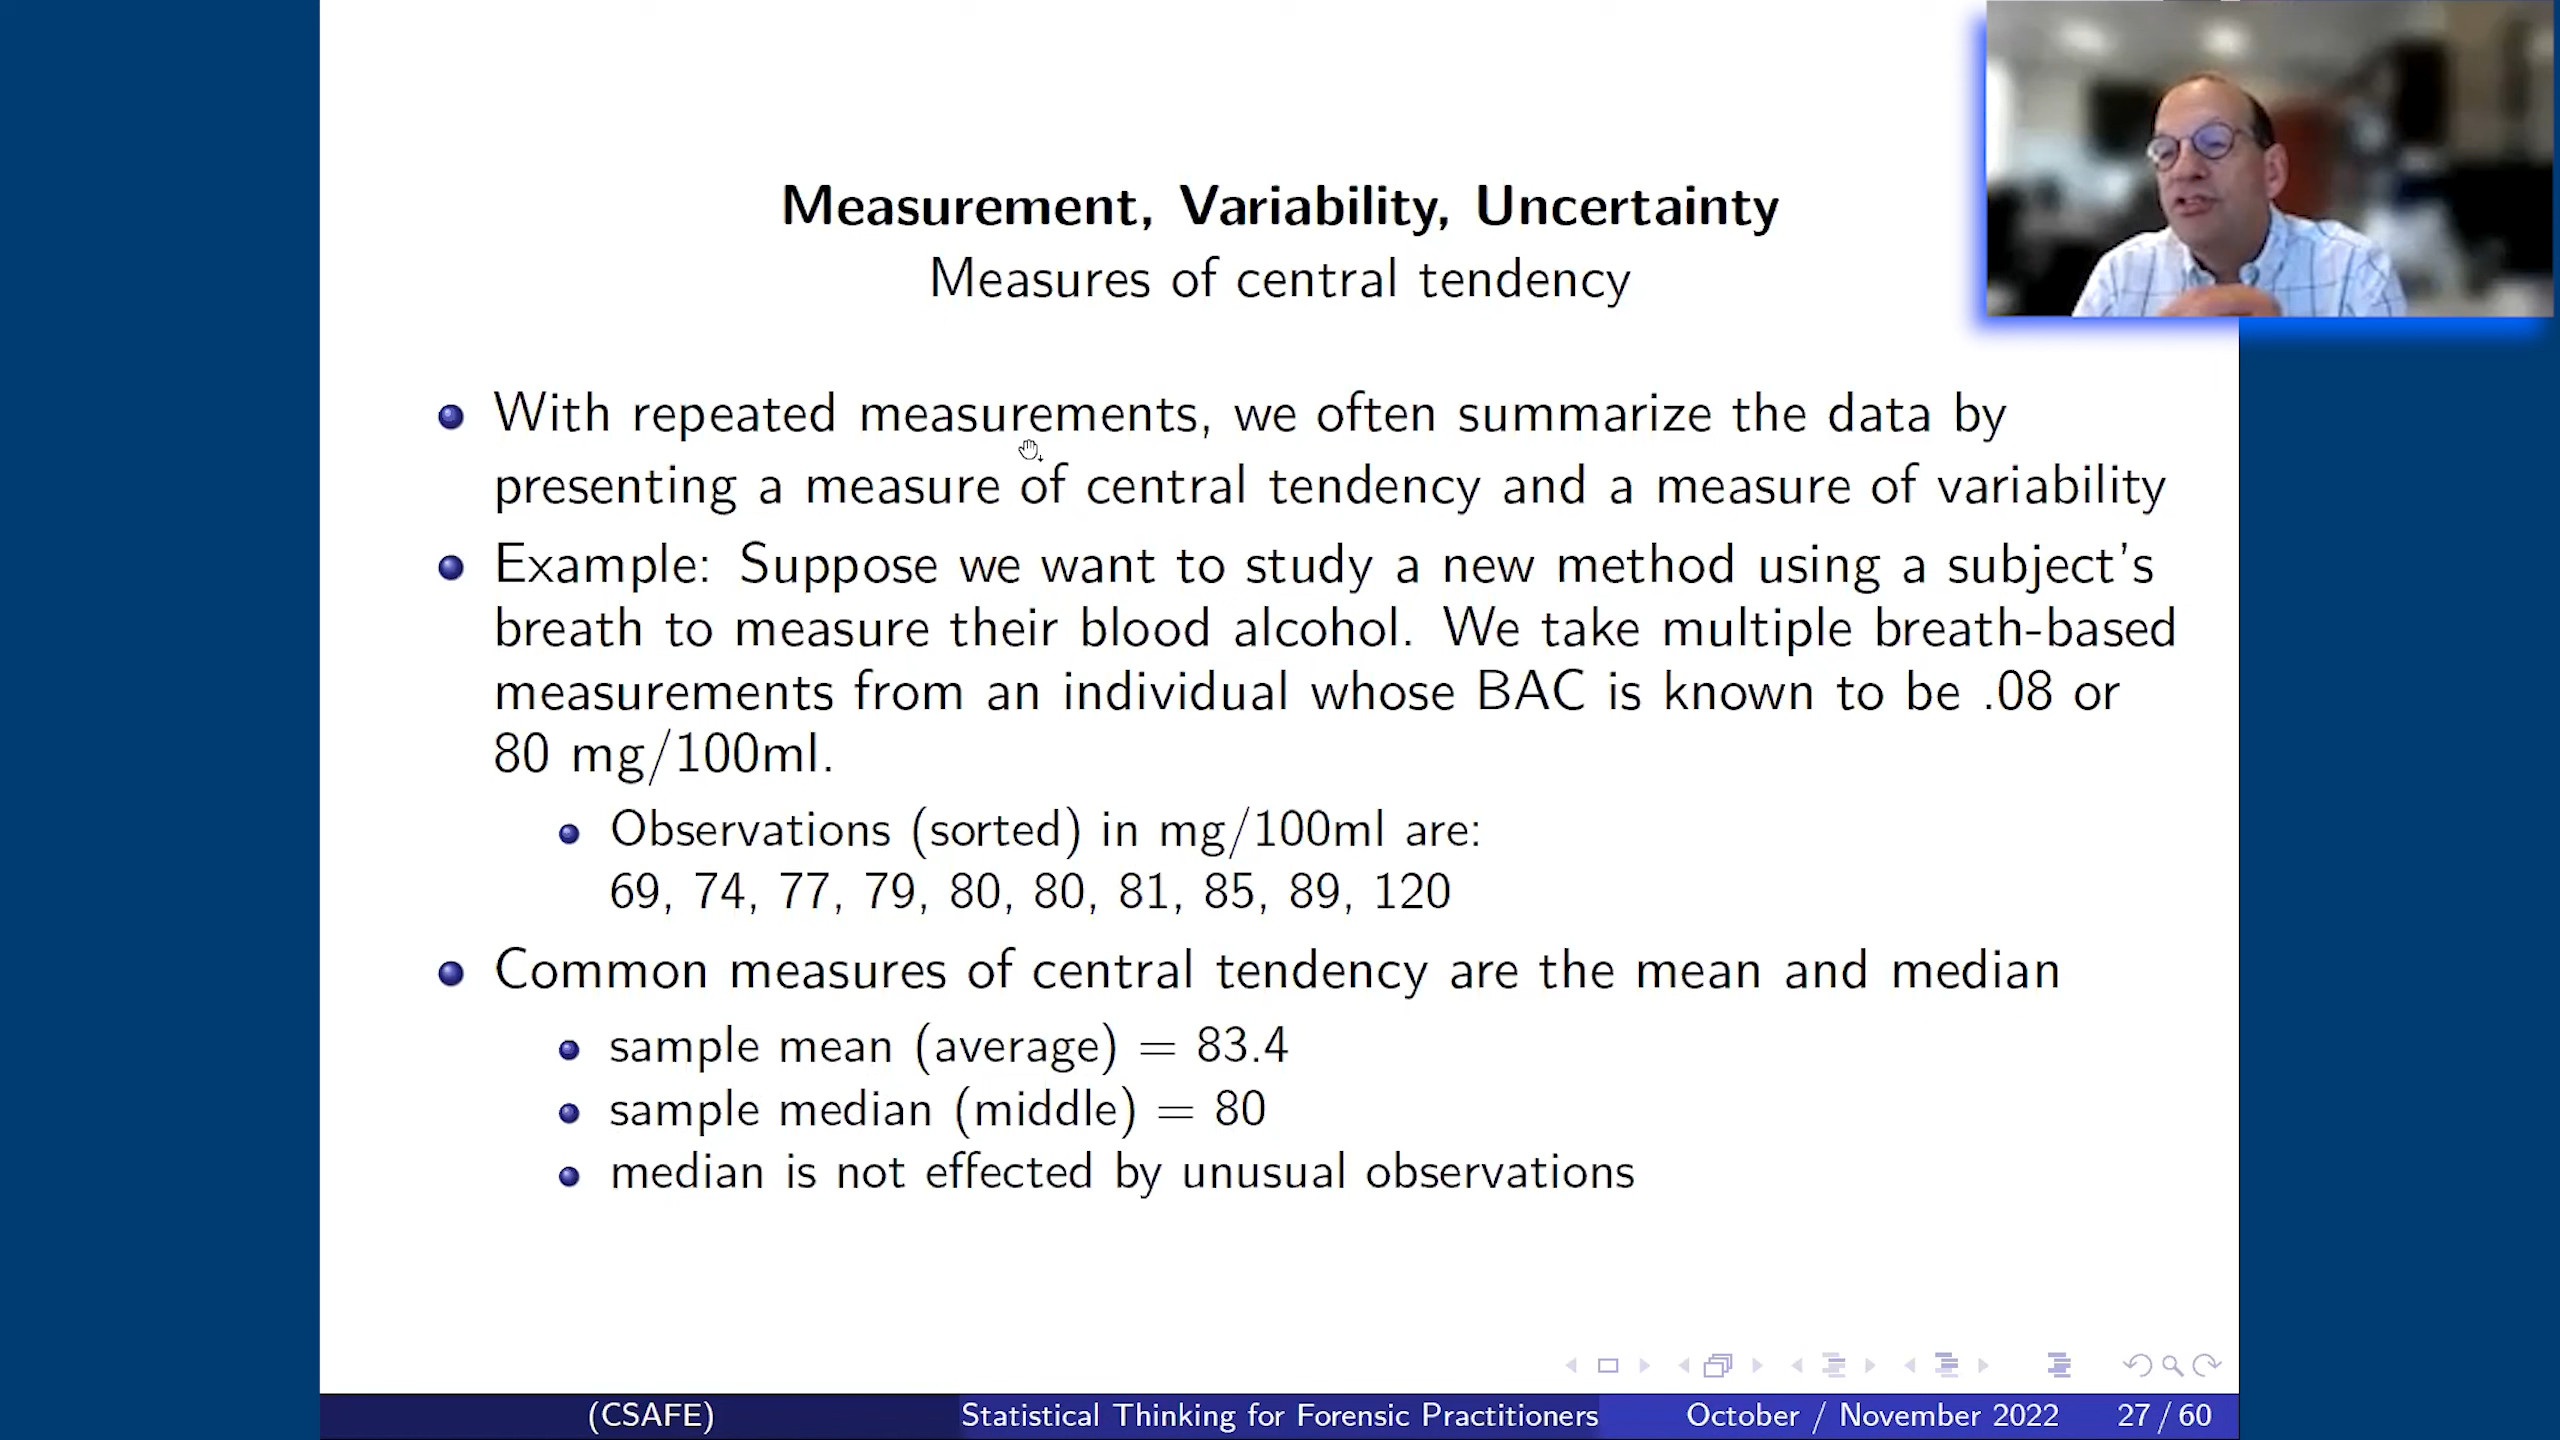 Measurement, Variability, Uncertainty
Measures of central tendency
With repeated measurements, we often summarize the data by
presenting a measure of central tendency and a measure of variability
Example: Suppose we want to study a new method using a subject's
breath to measure their blood alcohol. We take multiple breath-based
measurements from an individual whose BAC is known to be .08 or
80 mg/100ml.
Observations (sorted) in mg/100ml are:
69, 74, 77, 79, 80, 80, 81, 85, 89, 120
Common measures of central tendency are the mean and median
sample mean (average) = 83.4
sample median (middle) = 80
median is not effected by unusual observations
(CSAFE) Statistical Thinking for Forensic Practitioners October / November 2022 27 / 60